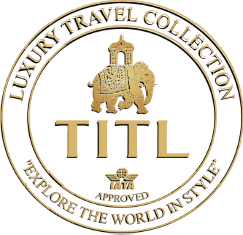 LUXURY TRAVEL COLLECTION
TITL
IATA
APPROVED
"EXPLORE THE WORLD IN STYLE"